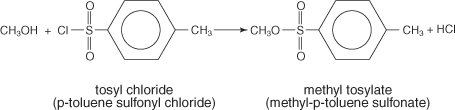 O O
CH₃OH + Cl—S—CH₃ → CH₃O—S—CH₃ + HCl
O O
tosyl chloride methyl tosylate
(p-toluene sulfonyl chloride) (methyl-p-toluene sulfonate)